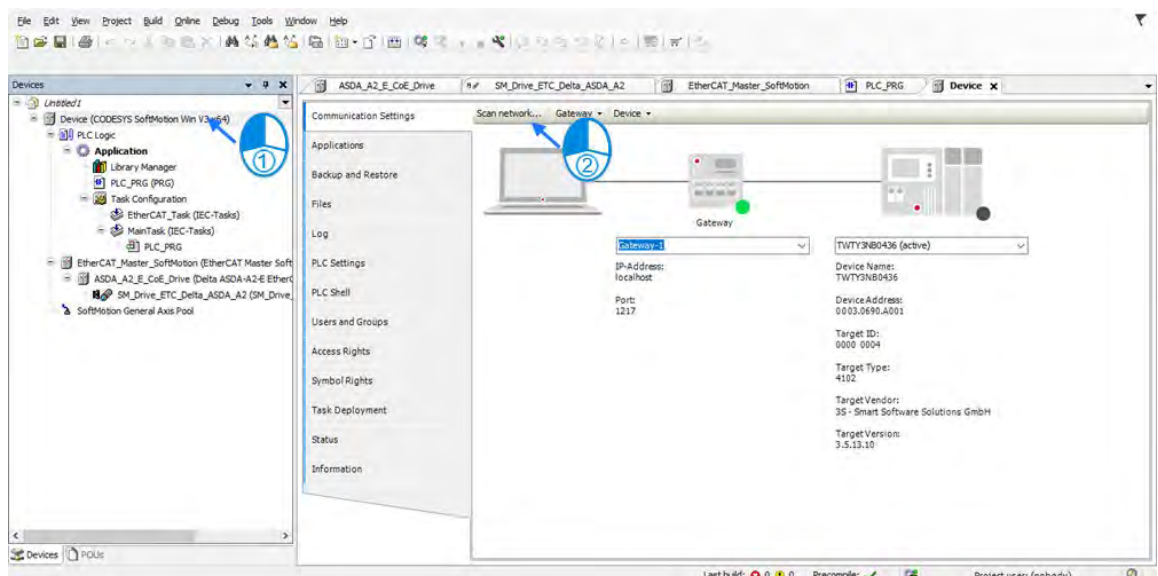 File Edit View Project Build Online Debug Tools Window Help
Devices
ASDA_A2_E_CoE_Drive
SM_Drive_ETC_Delta_ASDA_A2
EtherCAT_Master_SoftMotion
PLC_PRG
Device
Untitled1
Device (CODESYS SoftMotion Win V3 x64)
PLC Logic
Application
Library Manager
PLC_PRG (PRG)
Task Configuration
EtherCAT_Task (IEC-Tasks)
MainTask (IEC-Tasks)
PLC_PRG
EtherCAT_Master_SoftMotion (EtherCAT Master Soft
ASDA_A2_E_CoE_Drive (Delta ASDA-A2-E EtherC
SM_Drive_ETC_Delta_ASDA_A2 (SM_Drive_
SoftMotion General Axis Pool
1
Devices
POUs
Communication Settings
Applications
Backup and Restore
Files
Log
PLC Settings
PLC Shell
Users and Groups
Access Rights
Symbol Rights
Task Deployment
Status
Information
Scan network... Gateway Device
2
Gateway
Gateway-1
IP-Address:
localhost
Port:
1217
TWTY3NB0436 (active)
Device Name:
TWTY3NB0436
Device Address:
0003.0690.A001
Target ID:
0000 0004
Target Type:
4102
Target Vendor:
3S - Smart Software Solutions GmbH
Target Version:
3.5.13.10
Last build: 0 0 Precompile: Project user: (nobody)